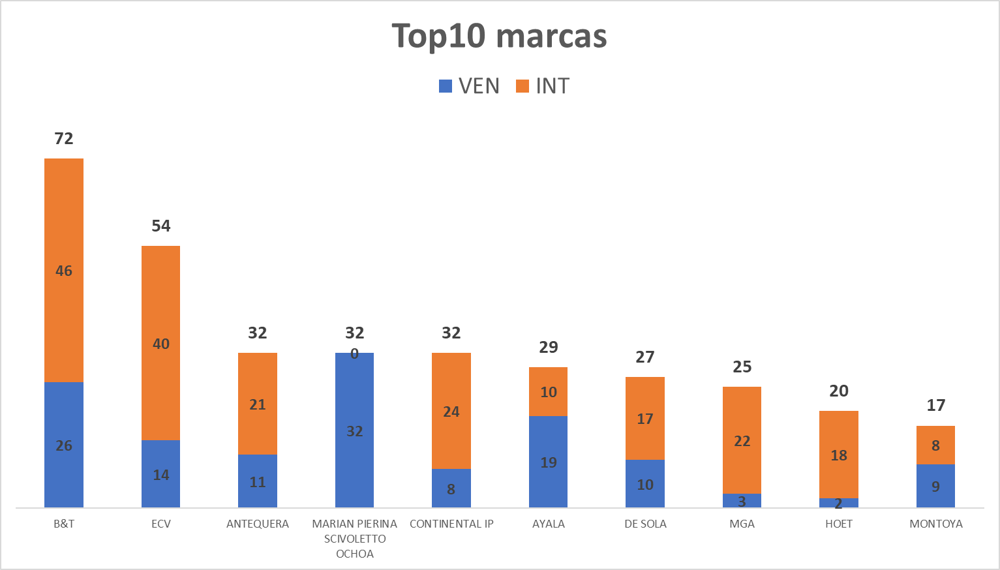 Top10 marcas
VEN INT
72
54
32 32 32 29 27 25 20 17
46 40 21 0 24 10 17 22 18 8
26 14 11 32 8 19 10 3 2 9
B&T ECV ANTEQUERA MARIAN PIERINA CONTINENTAL IP AYALA DE SOLA MGA HOET MONTOYA
SCIVOLETTO
OCHOA